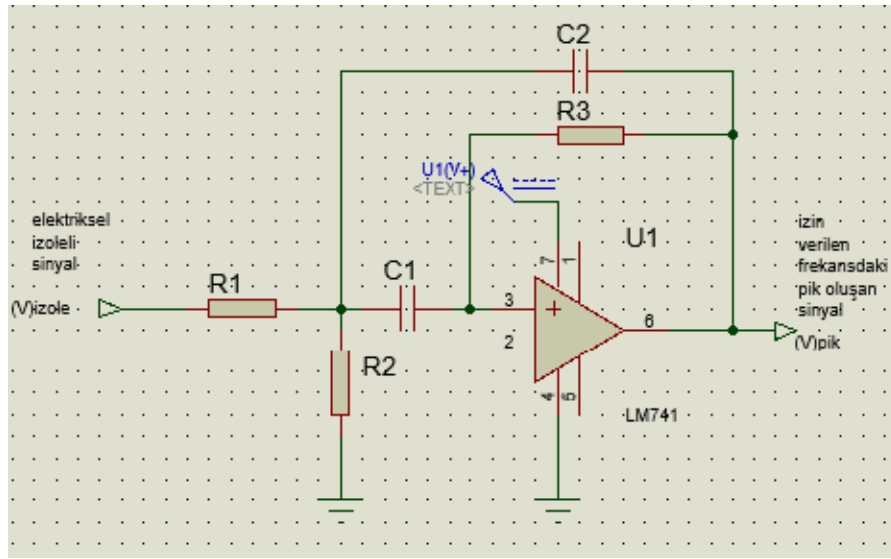 C2
R3
U1(V+)
<TEXT>
elektriksel
izoleli
sinyal
(V)izole
R1
C1
R2
7
1
3
2
6
4
5
U1
LM741
izin
verilen
frekansdaki
pik oluşan
sinyal
(V)pik